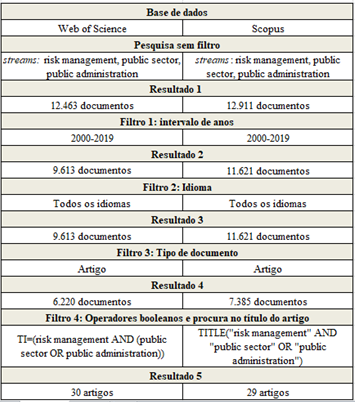 Base de dados
Web of Science Scopus
Pesquisa sem filtro
streams: risk management, public sector, public administration
streams: risk management, public sector, public administration
Resultado 1
12.463 documentos 12.911 documentos
Filtro 1: intervalo de anos
2000-2019 2000-2019
Resultado 2
9.613 documentos 11.621 documentos
Filtro 2: Idioma
Todos os idiomas Todos os idiomas
Resultado 3
9.613 documentos 11.621 documentos
Filtro 3: Tipo de documento
Artigo Artigo
Resultado 4
6.220 documentos 7.385 documentos
Filtro 4: Operadores booleanos e procura no título do artigo
TI=(risk management AND (public sector OR public administration))
TITLE("risk management" AND "public sector" OR "public administration")
Resultado 5
30 artigos 29 artigos